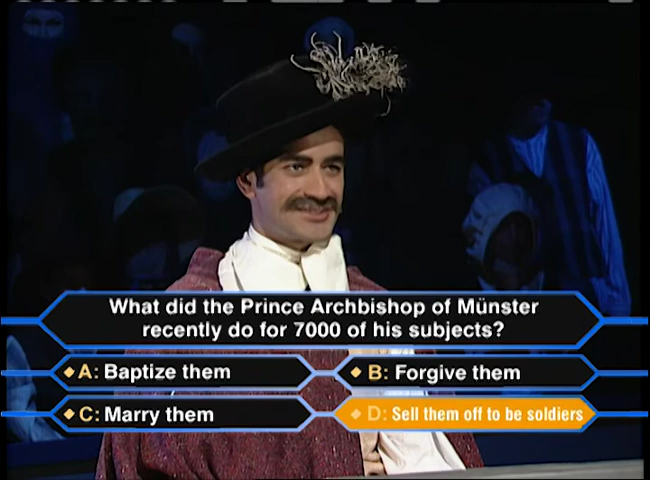 What did the Prince Archbishop of Münster
recently do for 7000 of his subjects?
A: Baptize them
B: Forgive them
C: Marry them
D: Sell them off to be soldiers